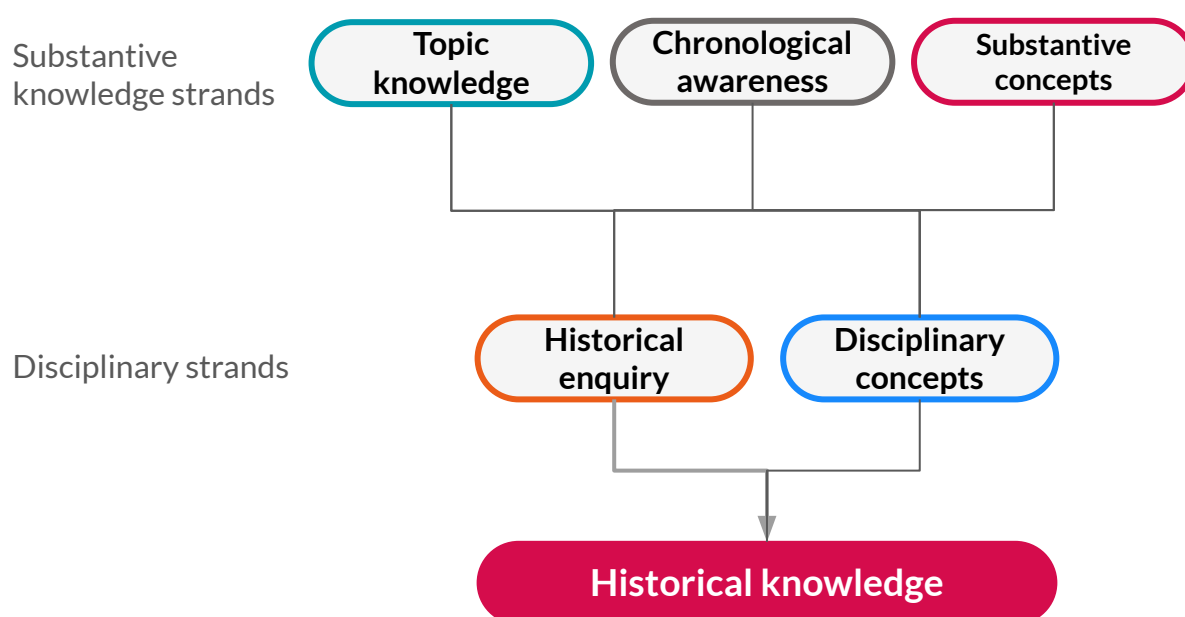 Substantive
knowledge strands
Topic
knowledge
Chronological
awareness
Substantive
concepts
Disciplinary strands
Historical
enquiry
Disciplinary
concepts
Historical knowledge